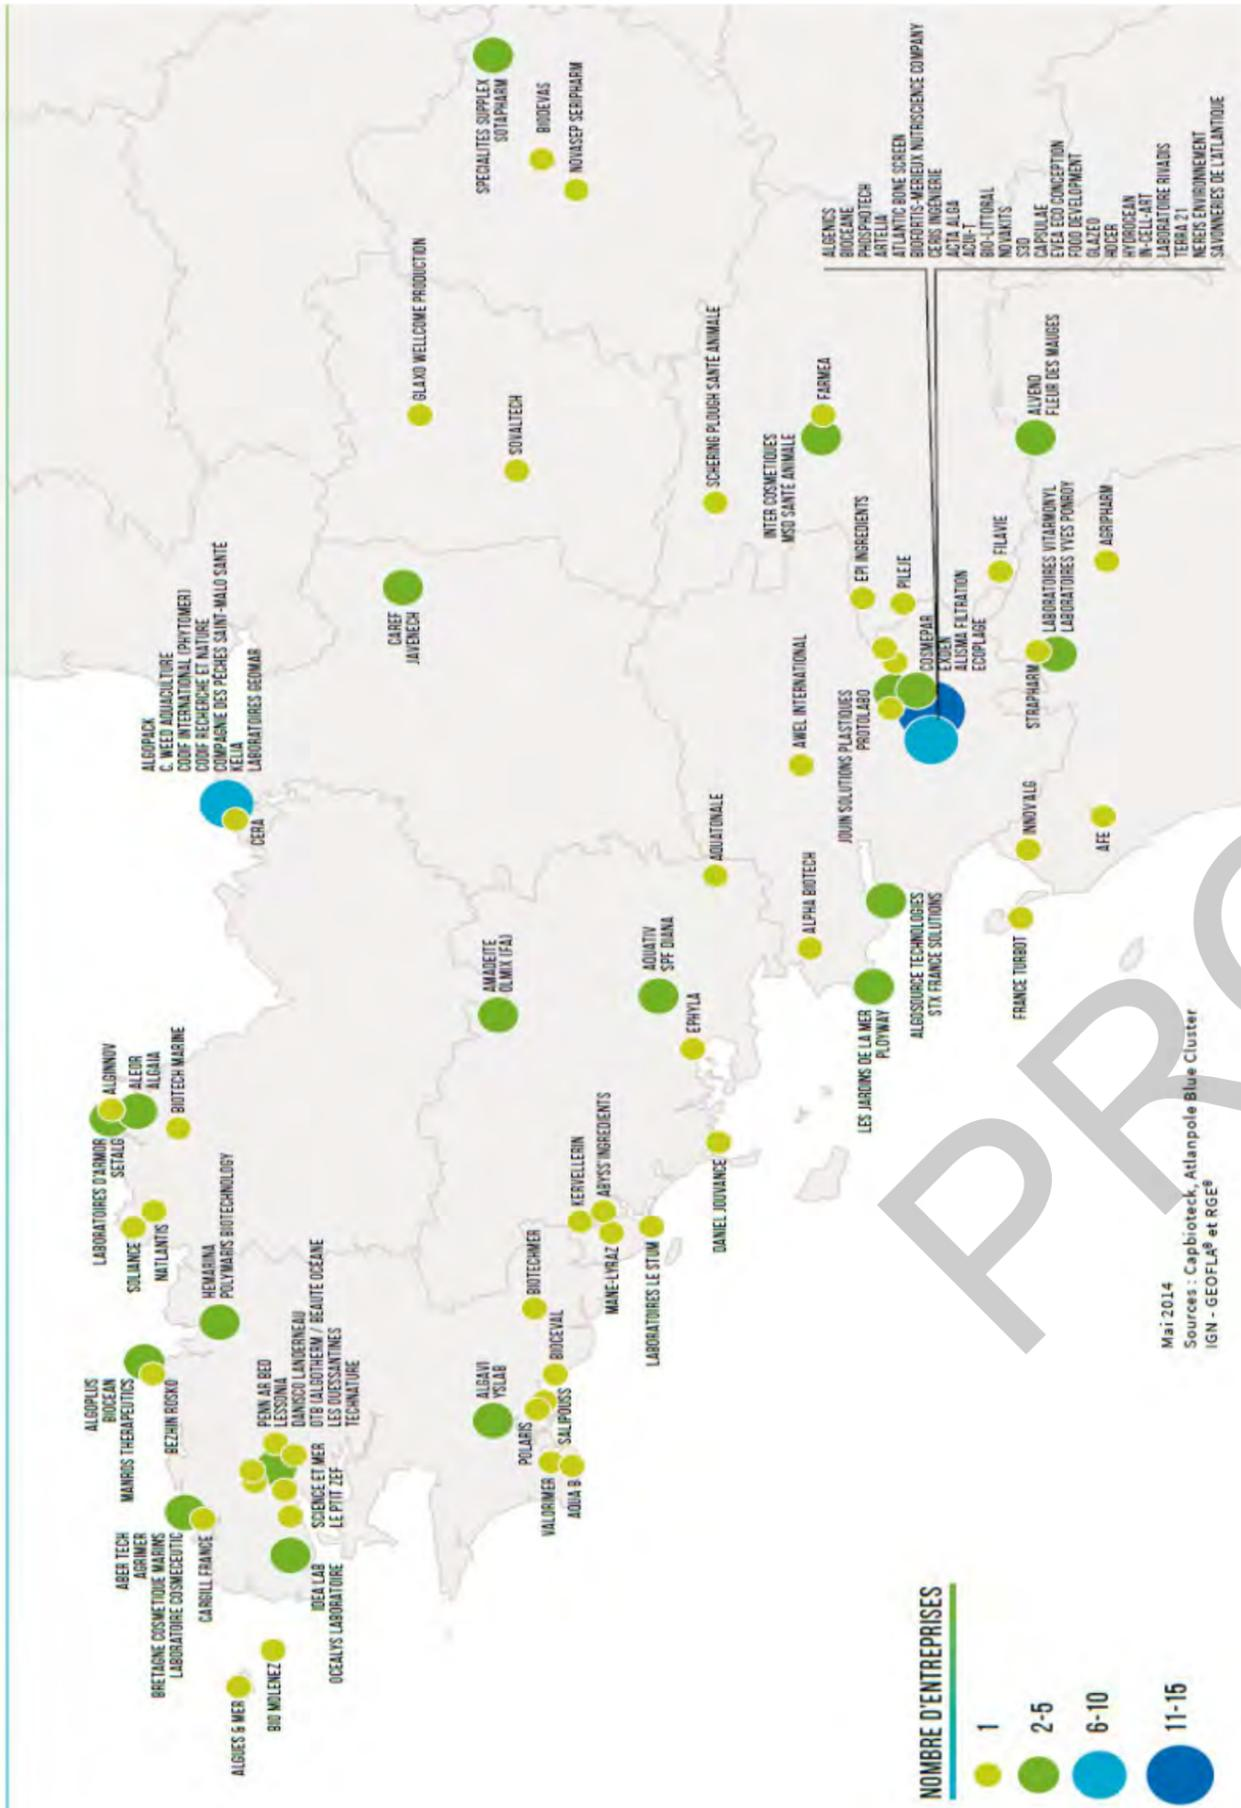 ALGOPACK
C. WEED AQUACULTURE
CODIF INTERNATIONAL (PHYTOMER)
CODIF RECHERCHE ET NATURE
COMPAGNIE DES PÊCHES SAINT-MALO SANTÉ
KELIA
LABORATOIRES GEOMAR
CERA
LABORATOIRES D'ARMOR
SETALG
ALGINNOV
ALEOR
ALGAIA
BIOTECH MARINE
SOLIANCE
NATLANTIS
HEMARINA
POLYMARIS BIOTECHNOLOGY
ALGOPLUS
BIOCEAN
MANROS THERAPEUTICS
BEZHIN ROSKO
ABER TECH
AGRIMER
BRETAGNE COSMETIQUE MARINS
LABORATOIRE COSMECEUTIC
CARGILL FRANCE
ALGUES & MER
BIO MOLENEZ
PENN AR BED
LESSONIA
DANISCO LANDERNEAU
OTB (ALGOTHERM / BEAUTE OCÉANE
LES OUESSANTINES
TECHNATURE
SCIENCE ET MER
LE PTIT ZEF
IDEA LAB
OCEALYS LABORATOIRE
SPECIALITES SUPPLEX
SOTAPHARM
BIODEVAS
NOVASEP SERIPHARM
GLAXO WELLCOME PRODUCTION
SOVALTECH
CAREF
JAVENECH
AMADEITE
OLMIX (FA)
ALGAVI
YSLAB
POLARIS
SALIPOUSS
VALORIMER
AQUA B
BIOTECHMER
BIOCEVAL
KERVELLERIN
ABYSS'INGREDIENTS
MANE-LYRAZ
LABORATOIRES LE STUM
AQUATIV
SPF DIANA
EPHYLA
DANIEL JOUVANCE
AQUATONALE
SCHERING PLOUGH SANTÉ ANIMALE
INTER COSMETIQUES
MSD SANTÉ ANIMALE
FARMEA
AWEL INTERNATIONAL
ALPHA BIOTECH
EPI INGREDIENTS
PILEJE
JOUIN SOLUTIONS PLASTIQUES
PROTOLABO
COSMEPAR
EXDEN
ALISMA FILTRATION
ECOPLAGE
LES JARDINS DE LA MER
PLOYWAY
ALGOSOURCE TECHNOLOGIES
STX FRANCE SOLUTIONS
ALGENICS
BIOCEANE
PHOSPHOTECH
ARTELIA
ATLANTIC BONE SCREEN
BIOFORTIS-MERIEUX NUTRISCIENCE COMPANY
CERIS INGÉNIERIE
ACTA ALGA
ACUI-T
BIO-LITTORAL
NOVAKITS
S3D
CAPSULAE
EVEA ECO CONCEPTION
FOOD DEVELOPMENT
GLAZEO
HOCER
HYDROCEAN
IN-CELL-ART
LABORATOIRE RIVADIS
TERRA 21
NEREIS ENVIRONNEMENT
SAVONNERIES DE L'ATLANTIQUE
FILAVIE
ALVEND
FLEUR DES MAUGES
STRAPHARM
LABORATOIRES VITARMONYL
LABORATOIRES YVES PONROY
AGRIPHARM
FRANCE TURBOT
INNOV'ALG
AFE
NOMBRE D'ENTREPRISES
1
2-5
6-10
11-15
Mai 2014
Sources : Capbioteck, Atlanpole Blue Cluster
IGN - GEOFLA® et RGE®